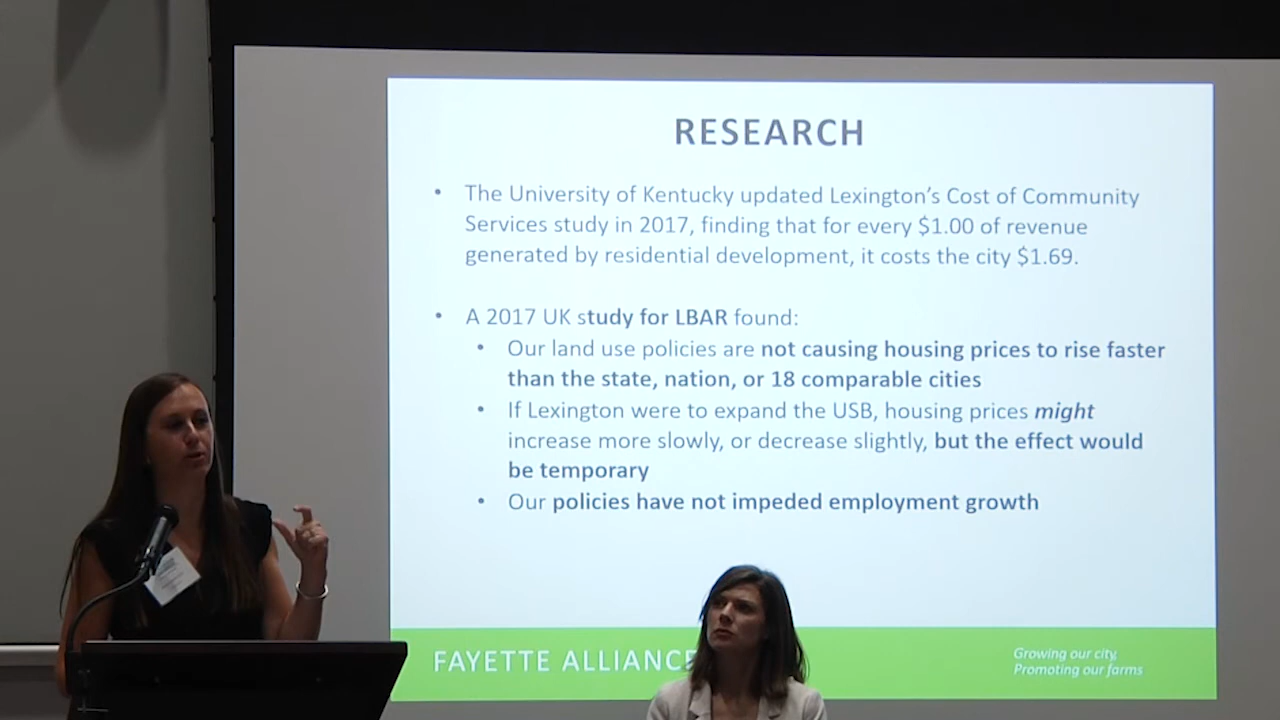 RESEARCH
• The University of Kentucky updated Lexington’s Cost of Community
Services study in 2017, finding that for every $1.00 of revenue
generated by residential development, it costs the city $1.69.
• A 2017 UK study for LBAR found:
• Our land use policies are not causing housing prices to rise faster
than the state, nation, or 18 comparable cities
• If Lexington were to expand the USB, housing prices might
increase more slowly, or decrease slightly, but the effect would
be temporary
• Our policies have not impeded employment growth
FAYETTE ALLIANCE
Growing our city,
Promoting our farms